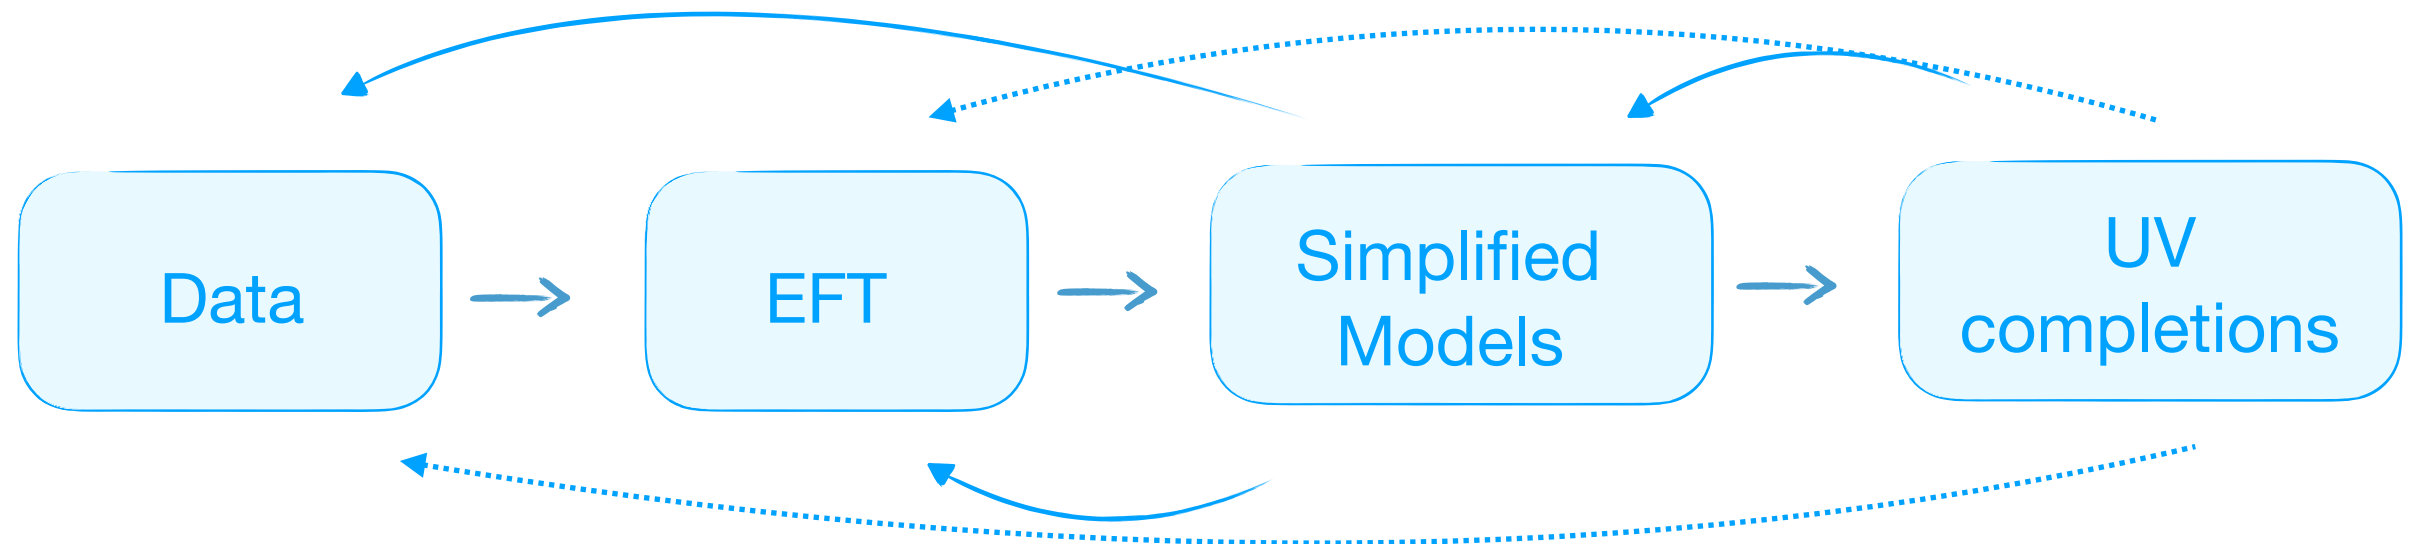 Data
EFT
Simplified
Models
UV
completions